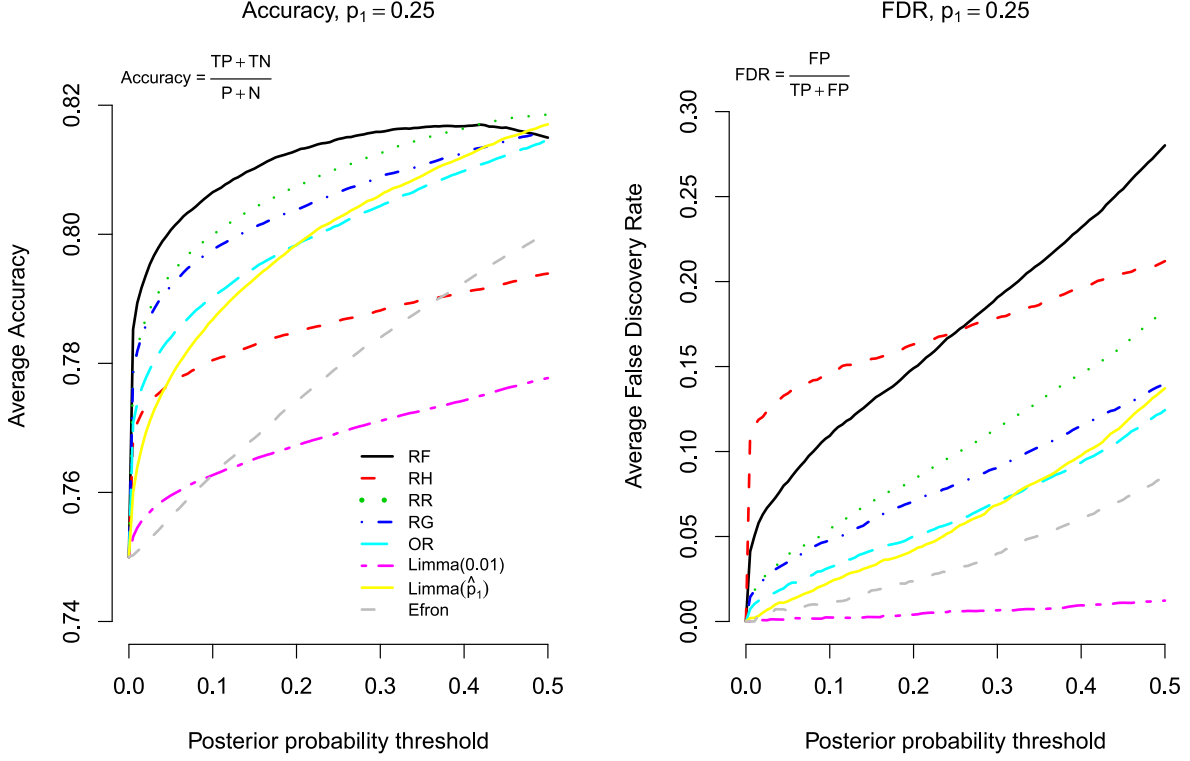 Accuracy, p₁ = 0.25
Accuracy = (TP + TN) / (P + N)
Average Accuracy
0.82
0.80
0.78
0.76
0.74
RF
RH
RR
RG
OR
Limma(0.01)
Limma(p̂₁)
Efron
0.0 0.1 0.2 0.3 0.4 0.5
Posterior probability threshold
FDR, p₁ = 0.25
FDR = FP / (TP + FP)
Average False Discovery Rate
0.30
0.25
0.20
0.15
0.10
0.05
0.00
0.0 0.1 0.2 0.3 0.4 0.5
Posterior probability threshold